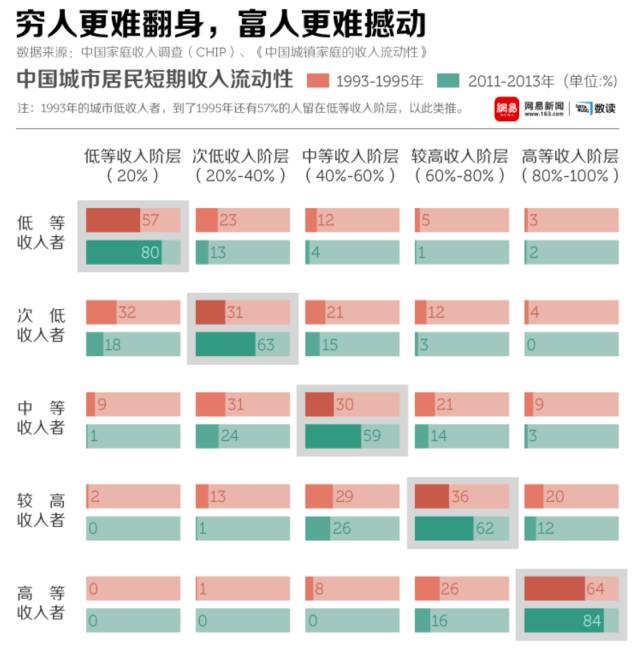 穷人更难翻身，富人更难撼动
数据来源：中国家庭收入调查（CHIP）、《中国城镇家庭的收入流动性》
中国城市居民短期收入流动性 1993-1995年 2011-2013年（单位:%）
注：1993年的城市低收入者，到了1995年还有57%的人留在低等收入阶层，以此类推。 網易 NEWS 网易新闻 www.163.com 数读
低等收入阶层 次低收入阶层 中等收入阶层 较高收入阶层 高等收入阶层
（20%） （20%-40%） （40%-60%） （60%-80%） （80%-100%）
低等 57 23 12 5 3
收入者 80 13 4 1 2
次低 32 31 21 12 4
收入者 18 63 15 3 0
中等 9 31 30 21 9
收入者 1 24 59 14 3
较高 2 13 29 36 20
收入者 0 1 26 62 12
高等 0 1 8 26 64
收入者 0 0 0 16 84